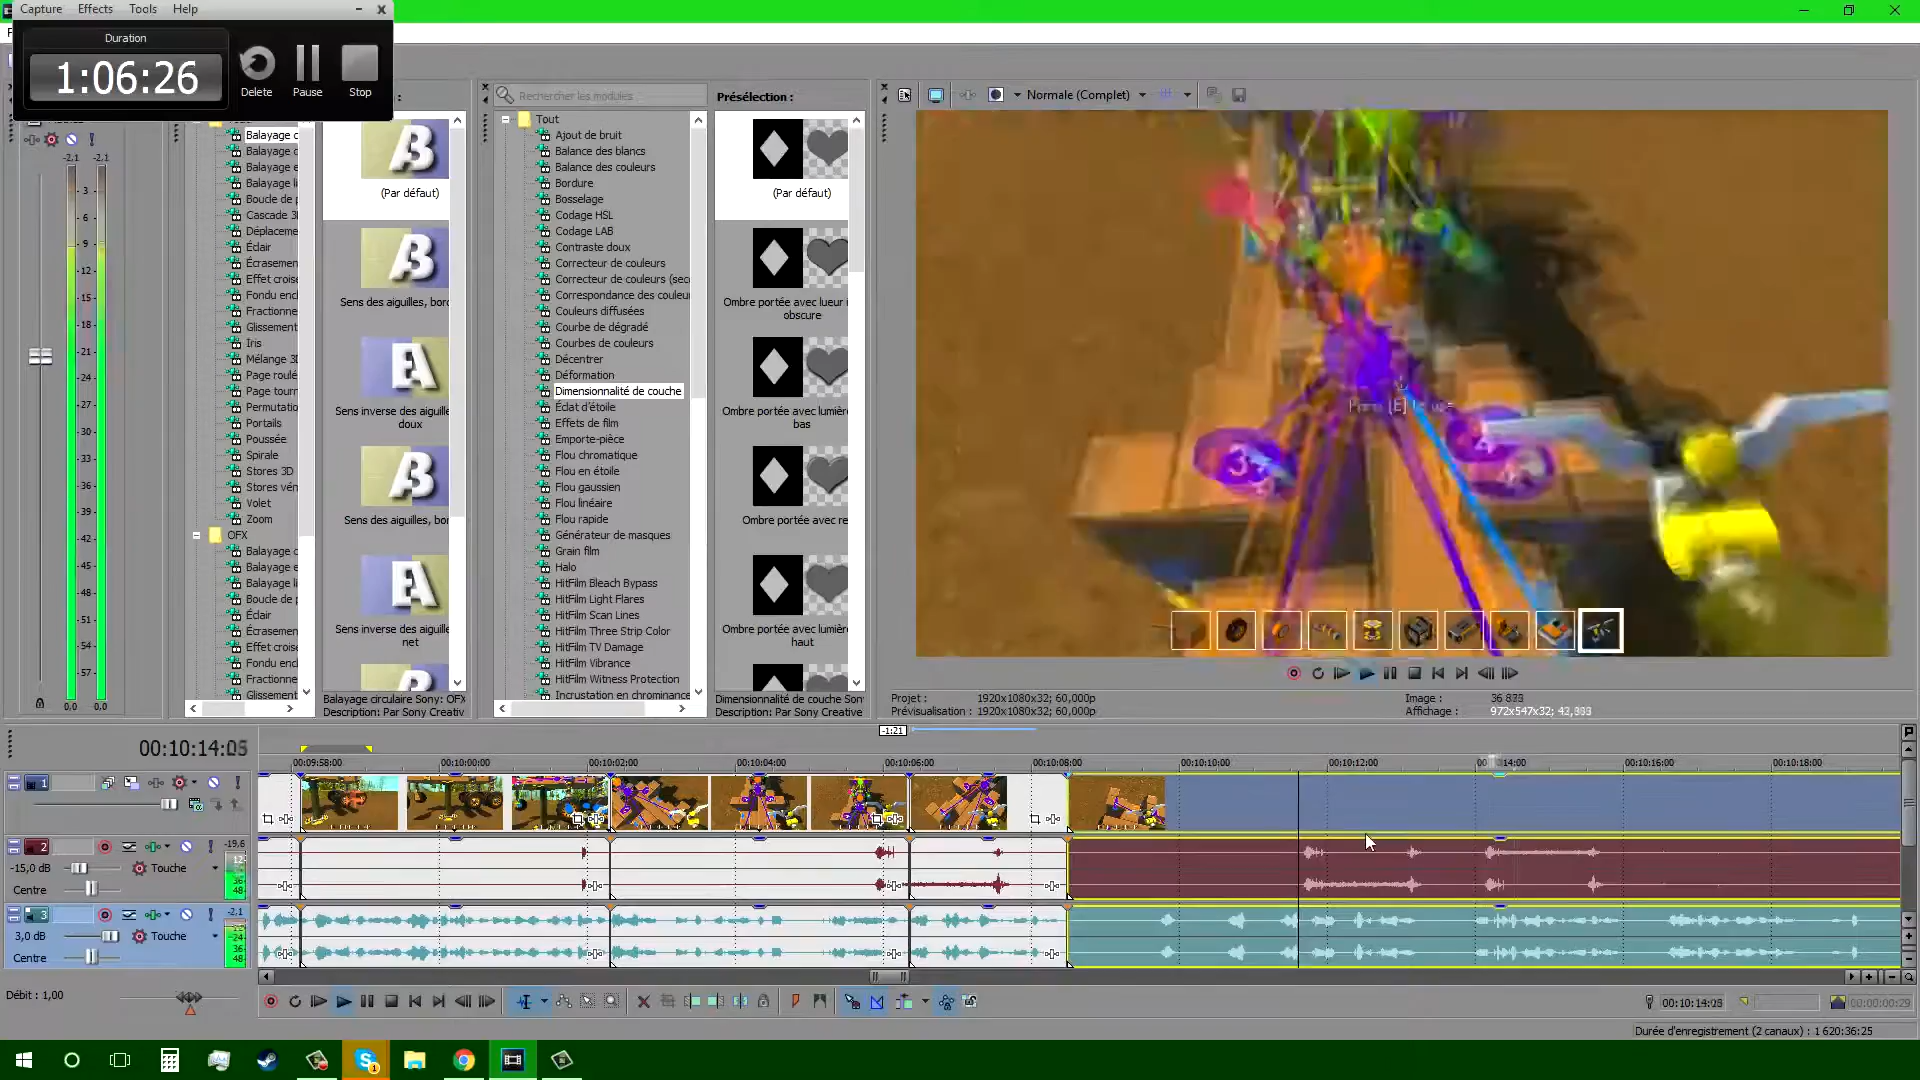 Capture Effects Tools Help
Duration
1:06:26
Delete Pause Stop
Rechercher les modules
Présélection :
Normale (Complet)
-2,1 -2,1
3
6
9
12
15
18
21
24
27
30
33
36
39
42
45
48
51
54
57
0,0 0,0
Balayage c
Balayage c
Balayage e
Balayage li
Boucle de p
Cascade 3I
Déplaceme
Éclair
Écrasemen
Effet croise
Fondu encl
Fractionne
Glissement
Iris
Mélange 3D
Page roulé
Page tourn
Permutatio
Portails
Poussée
Spirale
Stores 3D
Stores vén
Volet
Zoom
OFX
Balayage c
Balayage e
Balayage li
Boucle de p
Éclair
Écrasemen
Effet croise
Fondu encl
Fractionne
Glissement
(Par défaut)
Sens des aiguilles, bord
Sens inverse des aiguille
doux
Sens des aiguilles, bor
Sens inverse des aiguille
net
Balayage circulaire Sony: OFX
Description: Par Sony Creative
Tout
Ajout de bruit
Balance des blancs
Balance des couleurs
Bordure
Bosselage
Codage HSL
Codage LAB
Contraste doux
Correcteur de couleurs
Correcteur de couleurs (seco
Correspondance des couleur
Couleurs diffusées
Courbe de dégradé
Courbes de couleurs
Décentrer
Déformation
Dimensionnalité de couche
Éclat d'étoile
Effets de film
Emporte-pièce
Flou chromatique
Flou en étoile
Flou gaussien
Flou linéaire
Flou rapide
Générateur de masques
Grain film
Halo
HitFilm Bleach Bypass
HitFilm Light Flares
HitFilm Scan Lines
HitFilm Three Strip Color
HitFilm TV Damage
HitFilm Vibrance
HitFilm Witness Protection
Incrustation en chrominance
(Par défaut)
Ombre portée avec lueur i
obscure
Ombre portée avec lumière
bas
Ombre portée avec re
Ombre portée avec lumière
haut
Dimensionnalité de couche Son
Description: Par Sony Creative
[E]
3
4
Projet : 1920x1080x32; 60,000p
Prévisualisation : 1920x1080x32; 60,000p
Image :
Affichage :
-1:21
00:10:14:05
00:09:58:00 00:10:00:00 00:10:02:00 00:10:04:00 00:10:06:00 00:10:08:00 00:10:10:00 00:10:12:00 00:10:16:00 00:10:18:00
1
2
-15,0 dB Touche
Centre
-19,6
12
36
48
3
3,0 dB Touche
Centre
-2,1
24
36
48
Débit : 1,00
00:10:14:05
00:00:00:29
Durée d'enregistrement (2 canaux) : 1 620:36:25